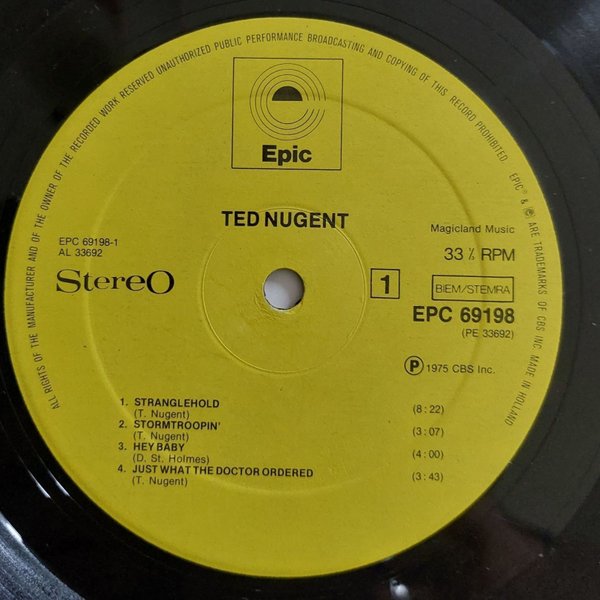 ALL RIGHTS OF THE MANUFACTURER AND OF THE OWNER OF THE RECORDED WORK RESERVED UNAUTHORIZED PUBLIC PERFORMANCE BROADCASTING AND COPYING OF THIS RECORD PROHIBITED. EPIC® & ARE TRADEMARKS OF CBS INC. MADE IN HOLLAND
Epic
TED NUGENT
EPC 69198-1
AL 33692
Stereo
1
Magicland Music
33 ⅓ RPM
BIEM/STEMRA
EPC 69198
(PE 33692)
℗ 1975 CBS Inc.
1. STRANGLEHOLD (8:22)
(T. Nugent)
2. STORMTROOPIN' (3:07)
(T. Nugent)
3. HEY BABY (4:00)
(D. St. Holmes)
4. JUST WHAT THE DOCTOR ORDERED (3:43)
(T. Nugent)